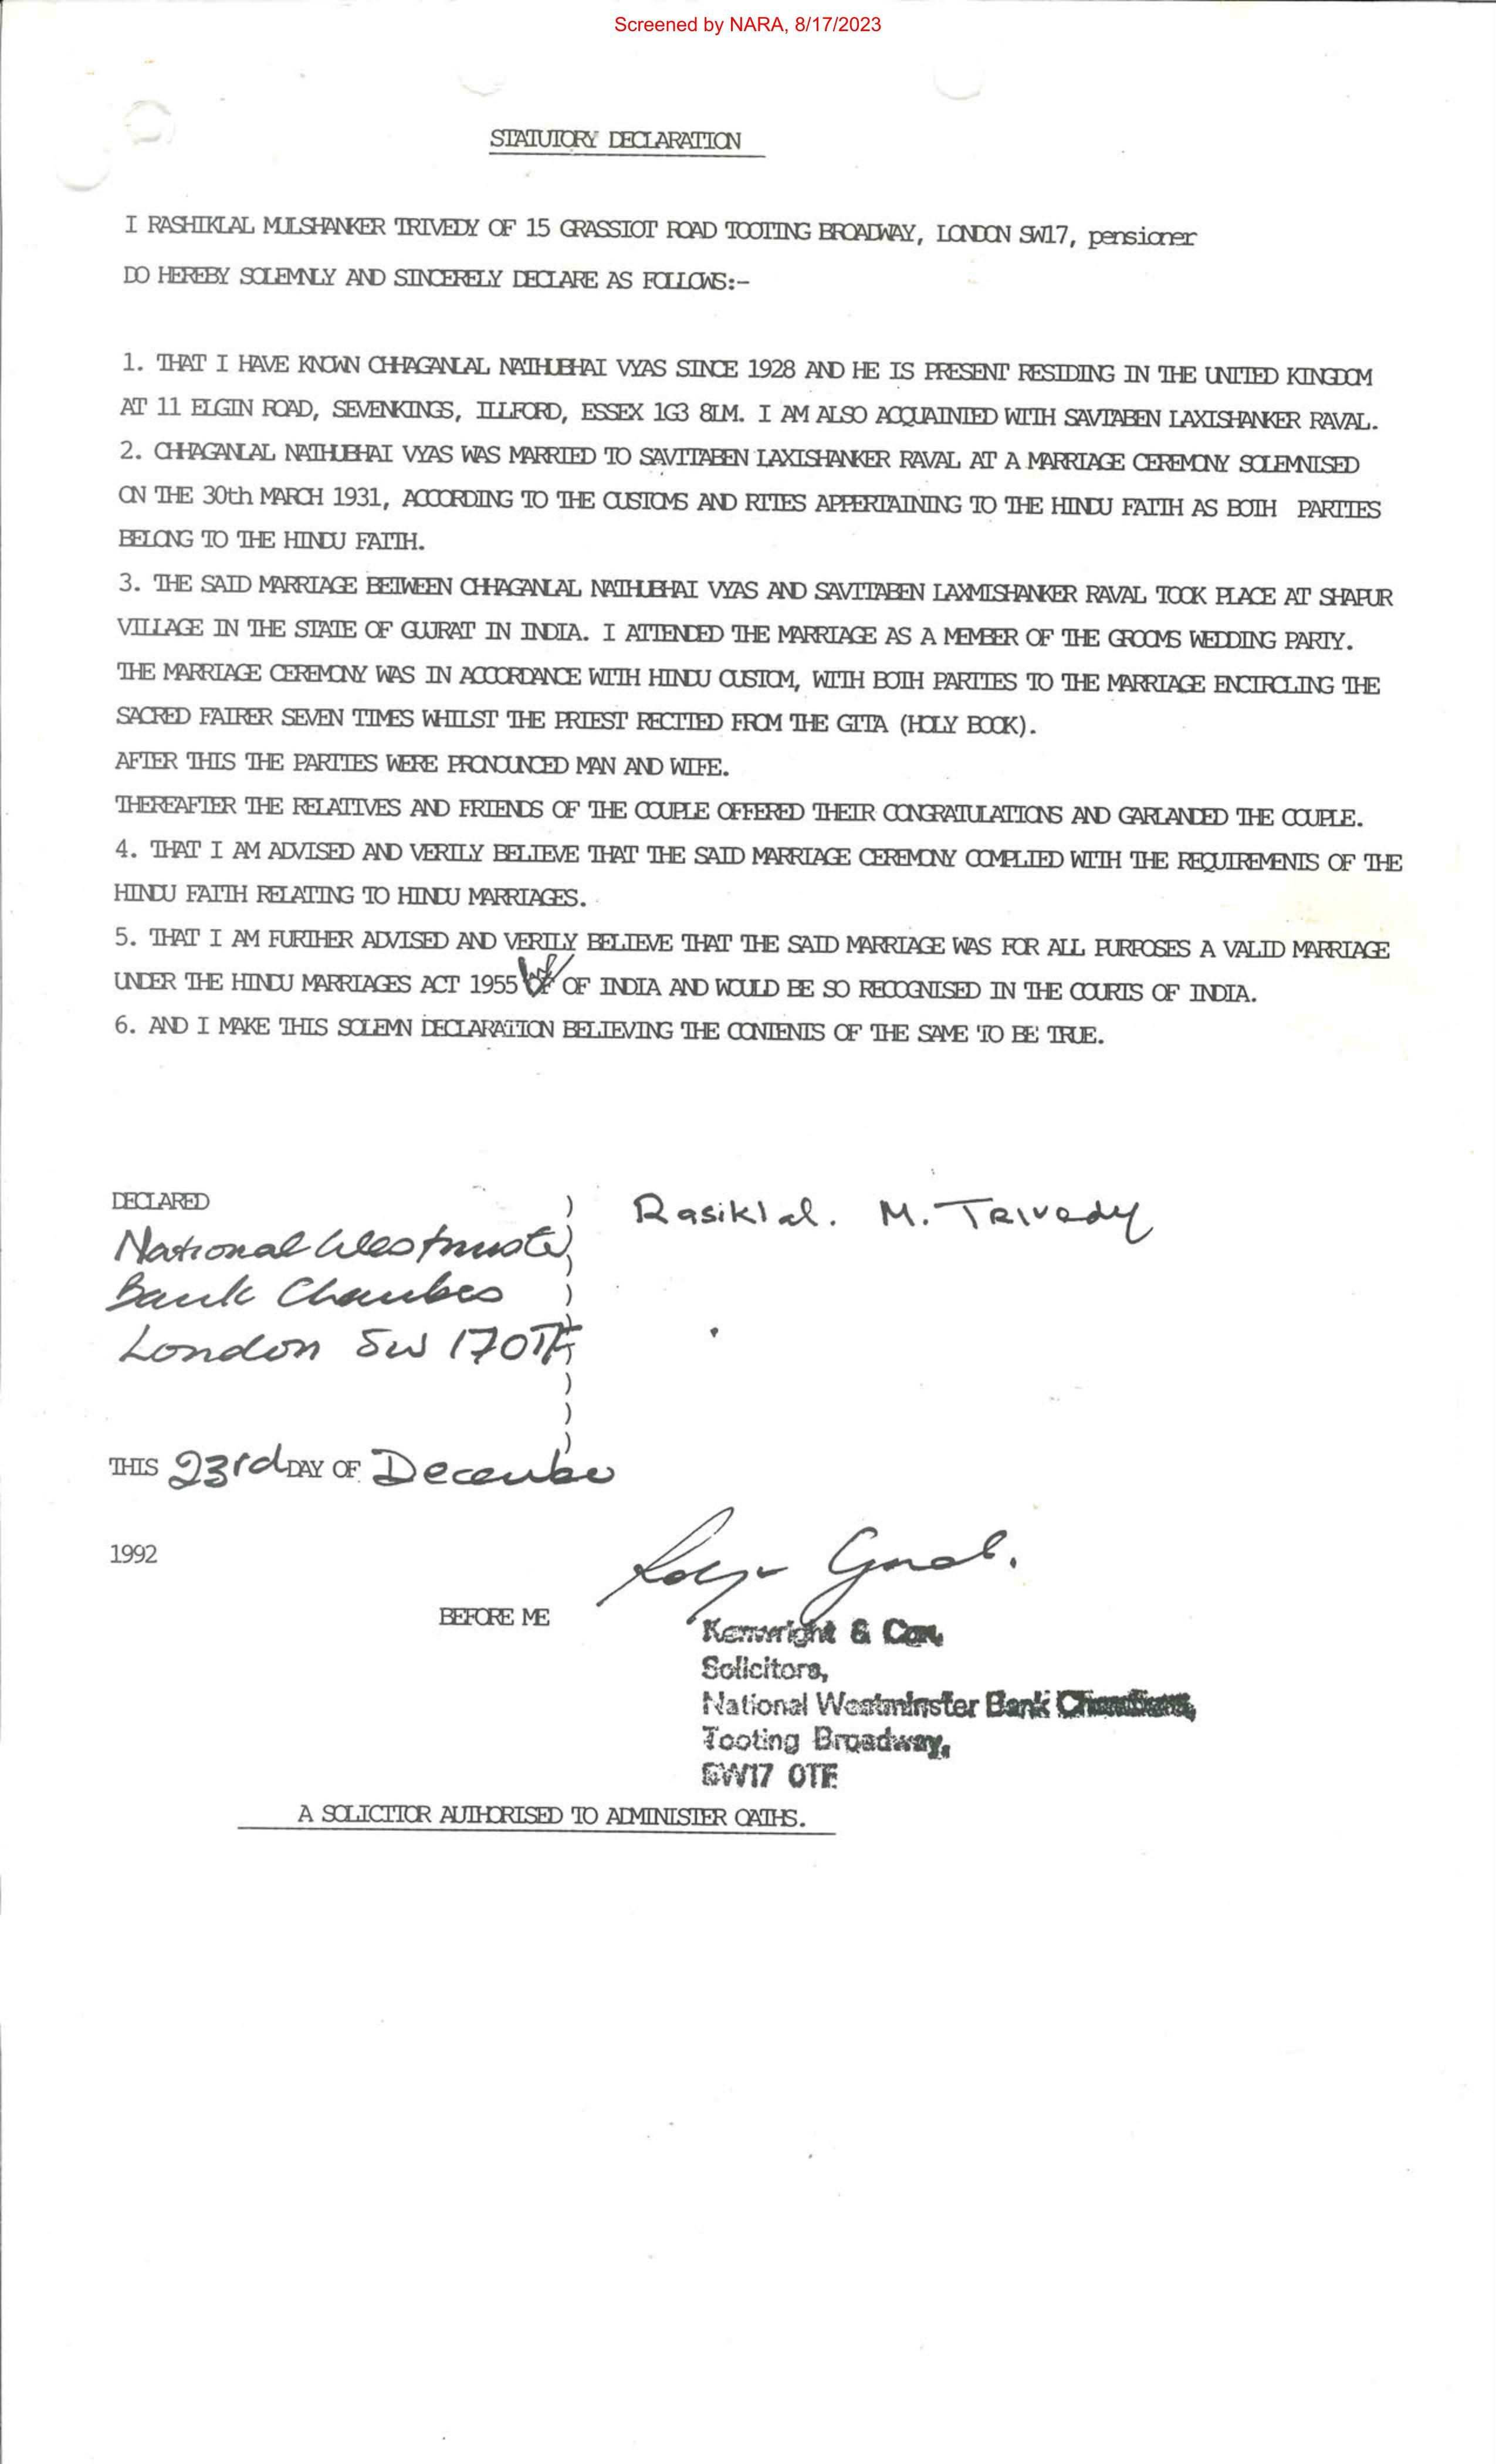 Screened by NARA, 8/17/2023
STATUTORY DECLARATION
I RASHIKLAL MULSHANKER TRIVEDY OF 15 GRASSIOT ROAD TOOTING BROADWAY, LONDON SW17, pensioner
DO HEREBY SOLEMNLY AND SINCERELY DECLARE AS FOLLOWS:-
1. THAT I HAVE KNOWN CHHAGANLAL NATHUBHAI VYAS SINCE 1928 AND HE IS PRESENT RESIDING IN THE UNITED KINGDOM
AT 11 ELGIN ROAD, SEVENKINGS, ILLFORD, ESSEX 1G3 8LM. I AM ALSO ACQUAINTED WITH SAVTABEN LAXISHANKER RAVAL.
2. CHHAGANLAL NATHUBHAI VYAS WAS MARRIED TO SAVITABEN LAXISHANKER RAVAL AT A MARRIAGE CEREMONY SOLEMNISED
ON THE 30th MARCH 1931, ACCORDING TO THE CUSTOMS AND RITES APPERTAINING TO THE HINDU FAITH AS BOTH PARTIES
BELONG TO THE HINDU FAITH.
3. THE SAID MARRIAGE BETWEEN CHHAGANLAL NATHUBHAI VYAS AND SAVITABEN LAXMISHANKER RAVAL TOOK PLACE AT SHAPUR
VILLAGE IN THE STATE OF GUJRAT IN INDIA. I ATTENDED THE MARRIAGE AS A MEMBER OF THE GROOMS WEDDING PARTY.
THE MARRIAGE CEREMONY WAS IN ACCORDANCE WITH HINDU CUSTOM, WITH BOTH PARTIES TO THE MARRIAGE ENCIRCLING THE
SACRED FAIRER SEVEN TIMES WHILST THE PRIEST RECITED FROM THE GITA (HOLY BOOK).
AFTER THIS THE PARTIES WERE PRONOUNCED MAN AND WIFE.
THEREAFTER THE RELATIVES AND FRIENDS OF THE COUPLE OFFERED THEIR CONGRATULATIONS AND GARLANDED THE COUPLE.
4. THAT I AM ADVISED AND VERILY BELIEVE THAT THE SAID MARRIAGE CEREMONY COMPLIED WITH THE REQUIREMENTS OF THE
HINDU FAITH RELATING TO HINDU MARRIAGES.
5. THAT I AM FURTHER ADVISED AND VERILY BELIEVE THAT THE SAID MARRIAGE WAS FOR ALL PURPOSES A VALID MARRIAGE
UNDER THE HINDU MARRIAGES ACT 1955 OF INDIA AND WOULD BE SO RECOGNISED IN THE COURTS OF INDIA.
6. AND I MAKE THIS SOLEMN DECLARATION BELIEVING THE CONTENTS OF THE SAME TO BE TRUE.
DECLARED ) Rasiklal. M. Trivedy
National Westminster )
Bank Chambers )
London SW 170TF )
)
)
)
THIS 23rd DAY OF December
1992
BEFORE ME
Kenwright & Cox,
Solicitors,
National Westminster Bank Chambers,
Tooting Broadway,
SW17 0TF
A SOLICITOR AUTHORISED TO ADMINISTER OATHS.